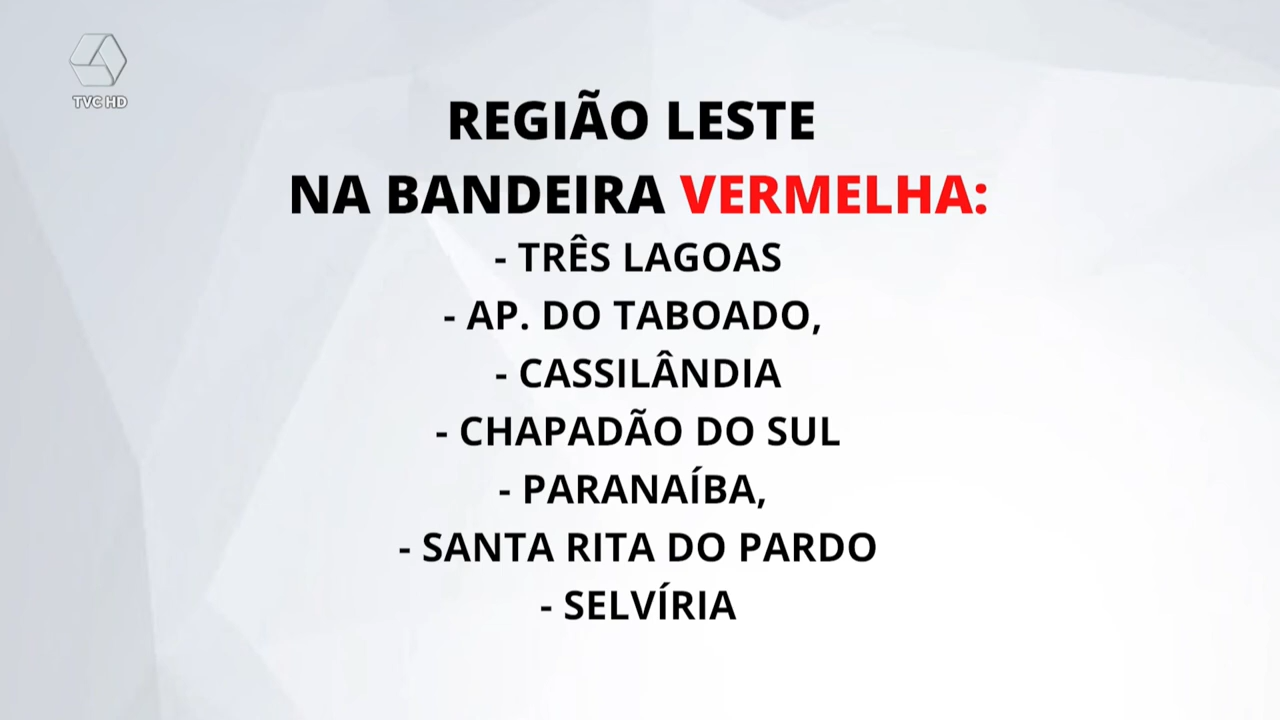 TVC HD
REGIÃO LESTE
NA BANDEIRA VERMELHA:
- TRÊS LAGOAS
- AP. DO TABOADO,
- CASSILÂNDIA
- CHAPADÃO DO SUL
- PARANAÍBA,
- SANTA RITA DO PARDO
- SELVÍRIA